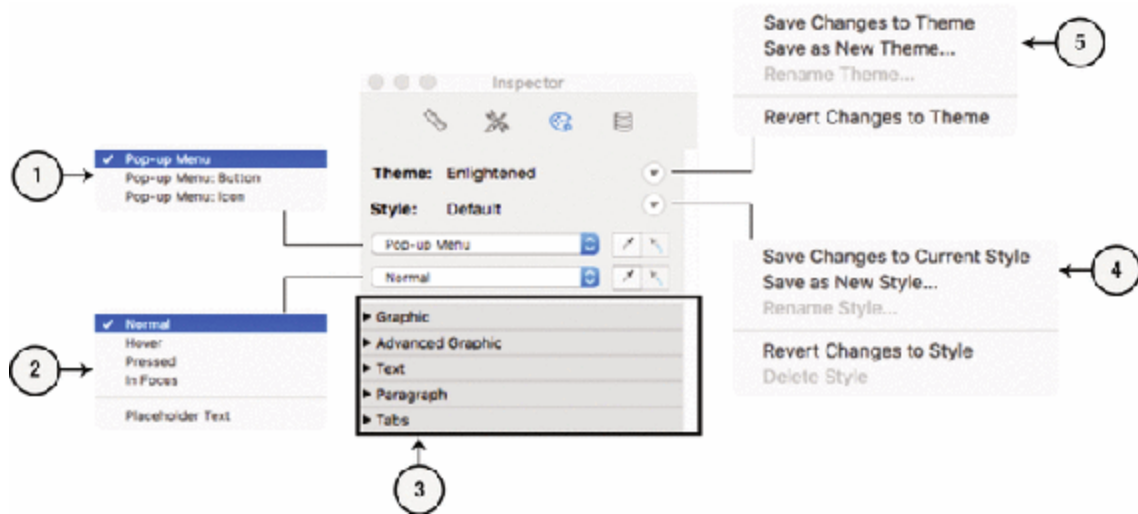 Save Changes to Theme
Save as New Theme...
Rename Theme...
Revert Changes to Theme
5
Inspector
1
✓ Pop-up Menu
Pop-up Menu: Button
Pop-up Menu: Icon
Theme: Enlightened
Style: Default
Pop-up Menu
Normal
2
✓ Normal
Hover
Pressed
In Focus
Placeholder Text
Graphic
Advanced Graphic
Text
Paragraph
Tabs
3
Save Changes to Current Style
Save as New Style...
Rename Style...
Revert Changes to Style
Delete Style
4